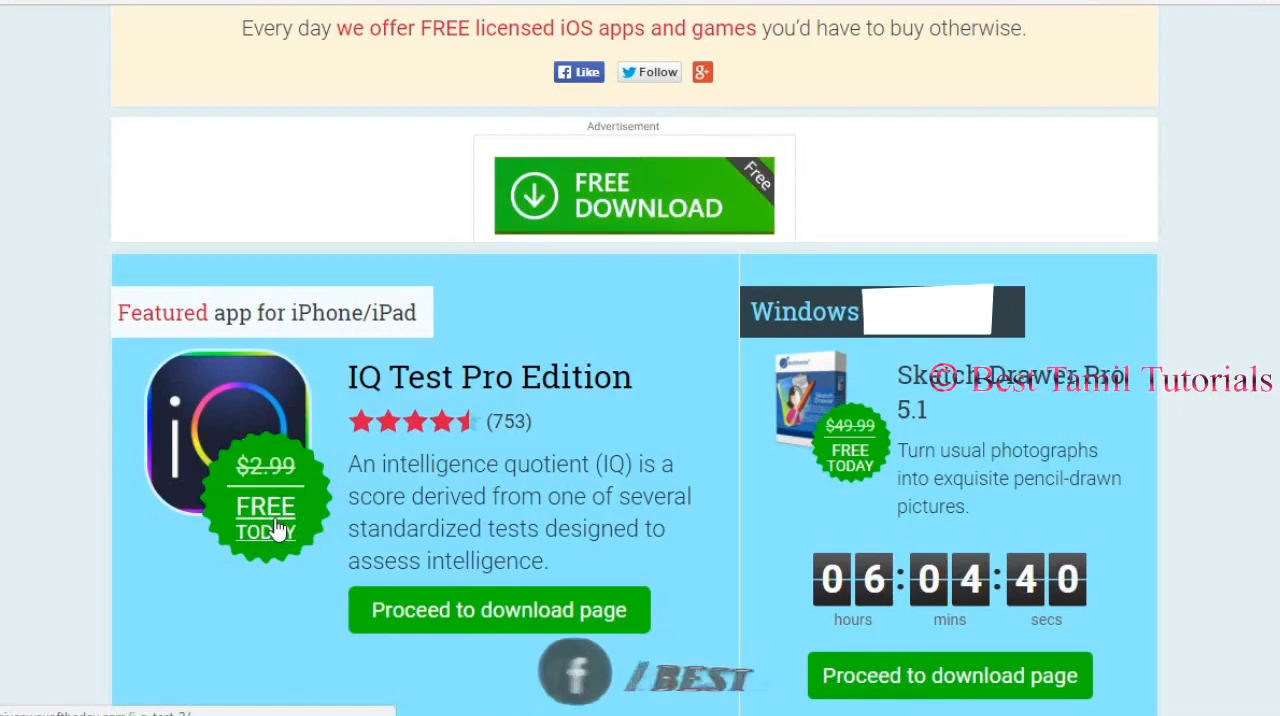 Every day we offer FREE licensed iOS apps and games you'd have to buy otherwise.
Like
Follow
g+
Advertisement
FREE
DOWNLOAD
Free
Featured app for iPhone/iPad
iQ
$2.99
FREE
TODAY
IQ Test Pro Edition
(753)
An intelligence quotient (IQ) is a
score derived from one of several
standardized tests designed to
assess intelligence.
Proceed to download page
Windows
Sketch Drawer Pro
5.1
© Best Tamil Tutorials
$49.99
FREE
TODAY
Turn usual photographs
into exquisite pencil-drawn
pictures.
06:04:40
hours mins secs
Proceed to download page
f / BEST